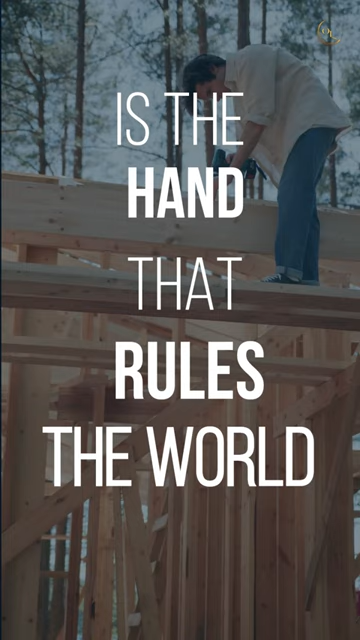 IS THE
HAND
THAT
RULES
THE WORLD